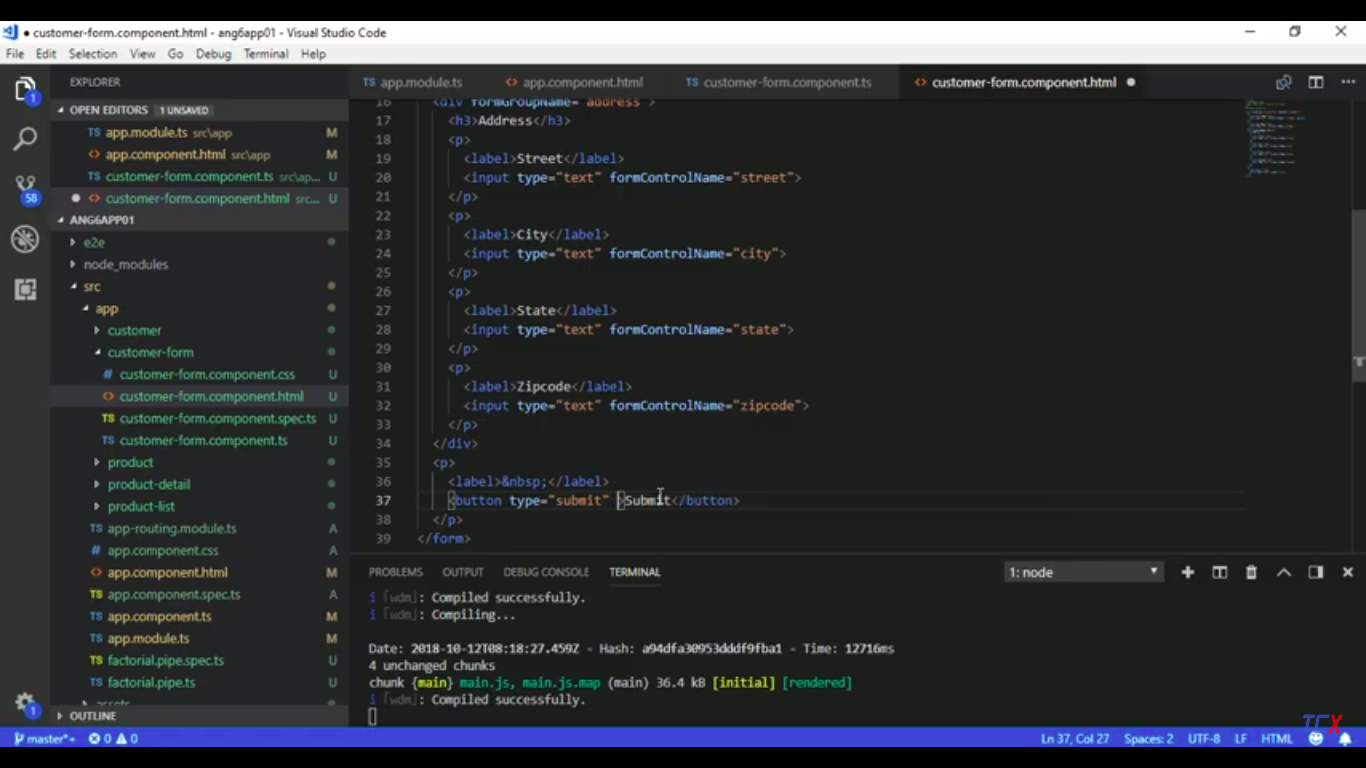 customer-form.component.html - ang6app01 - Visual Studio Code
File Edit Selection View Go Debug Terminal Help
EXPLORER
OPEN EDITORS 1 UNSAVED
TS app.module.ts src\app M
<> app.component.html src\app M
TS customer-form.component.ts src\ap... U
<> customer-form.component.html src... U
ANG6APP01
e2e
node_modules
src
app
customer
customer-form
# customer-form.component.css U
<> customer-form.component.html U
TS customer-form.component.spec.ts U
TS customer-form.component.ts U
product
product-detail
product-list
TS app-routing.module.ts A
# app.component.css A
<> app.component.html M
TS app.component.spec.ts A
TS app.component.ts M
TS app.module.ts M
TS factorial.pipe.spec.ts U
TS factorial.pipe.ts U
assets
OUTLINE
1
58
1
TS app.module.ts <> app.component.html TS customer-form.component.ts <> customer-form.component.html
16 <div formGroupName="address">
17 <h3>Address</h3>
18 <p>
19 <label>Street</label>
20 <input type="text" formControlName="street">
21 </p>
22 <p>
23 <label>City</label>
24 <input type="text" formControlName="city">
25 </p>
26 <p>
27 <label>State</label>
28 <input type="text" formControlName="state">
29 </p>
30 <p>
31 <label>Zipcode</label>
32 <input type="text" formControlName="zipcode">
33 </p>
34 </div>
35 <p>
36 <label>&nbsp;</label>
37 <button type="submit" >Submit</button>
38 </p>
39 </form>
PROBLEMS OUTPUT DEBUG CONSOLE TERMINAL 1: node
i ｢wdm｣: Compiled successfully.
i ｢wdm｣: Compiling...
Date: 2018-10-12T08:18:27.459Z - Hash: a94dfa30953dddf9fba1 - Time: 12716ms
4 unchanged chunks
chunk {main} main.js, main.js.map (main) 36.4 kB [initial] [rendered]
i ｢wdm｣: Compiled successfully.
TCX
master*+ 0 0 Ln 37, Col 27 Spaces: 2 UTF-8 LF HTML